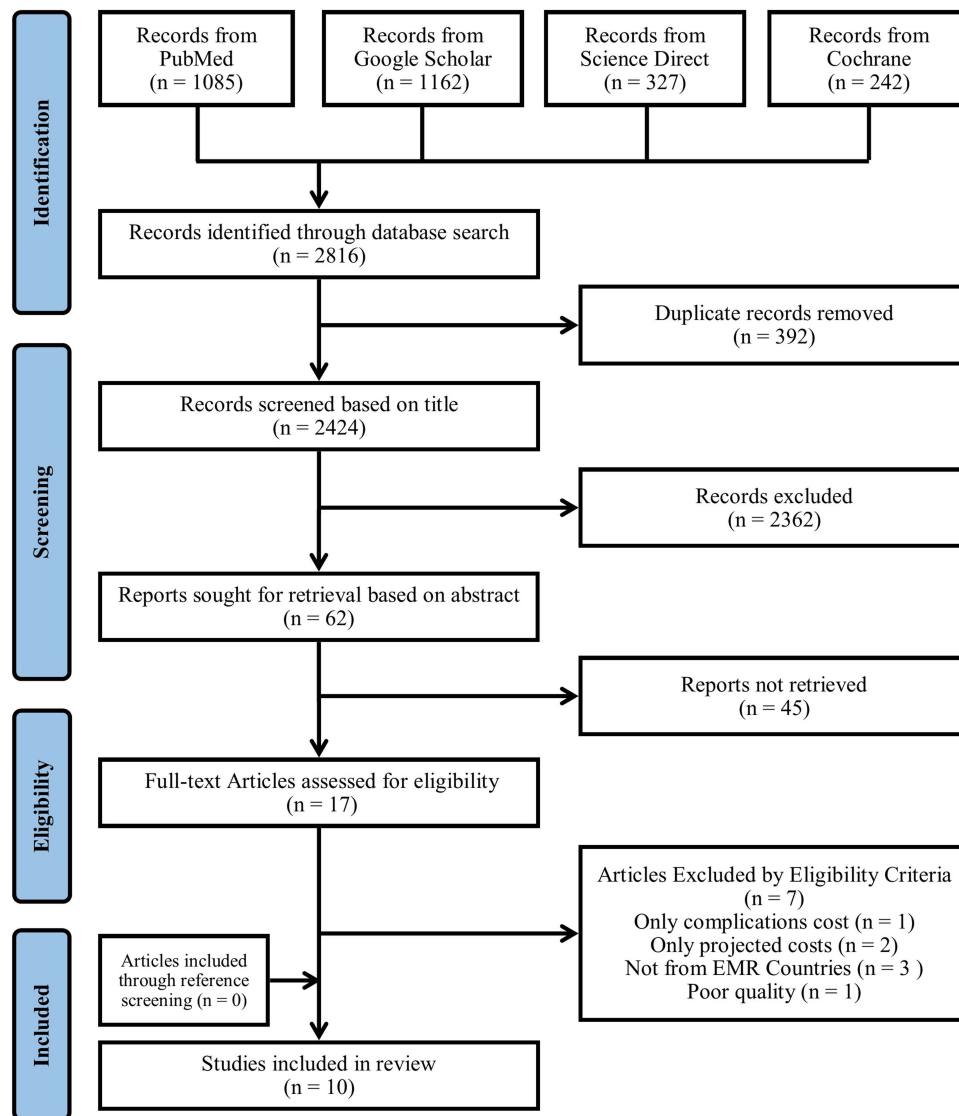 Records from
PubMed
(n = 1085)
Records from
Google Scholar
(n = 1162)
Records from
Science Direct
(n = 327)
Records from
Cochrane
(n = 242)
Identification
Records identified through database search
(n = 2816)
Duplicate records removed
(n = 392)
Screening
Records screened based on title
(n = 2424)
Records excluded
(n = 2362)
Reports sought for retrieval based on abstract
(n = 62)
Reports not retrieved
(n = 45)
Eligibility
Full-text Articles assessed for eligibility
(n = 17)
Articles Excluded by Eligibility Criteria
(n = 7)
Only complications cost (n = 1)
Only projected costs (n = 2)
Not from EMR Countries (n = 3 )
Poor quality (n = 1)
Included
Articles included
through reference
screening (n = 0)
Studies included in review
(n = 10)